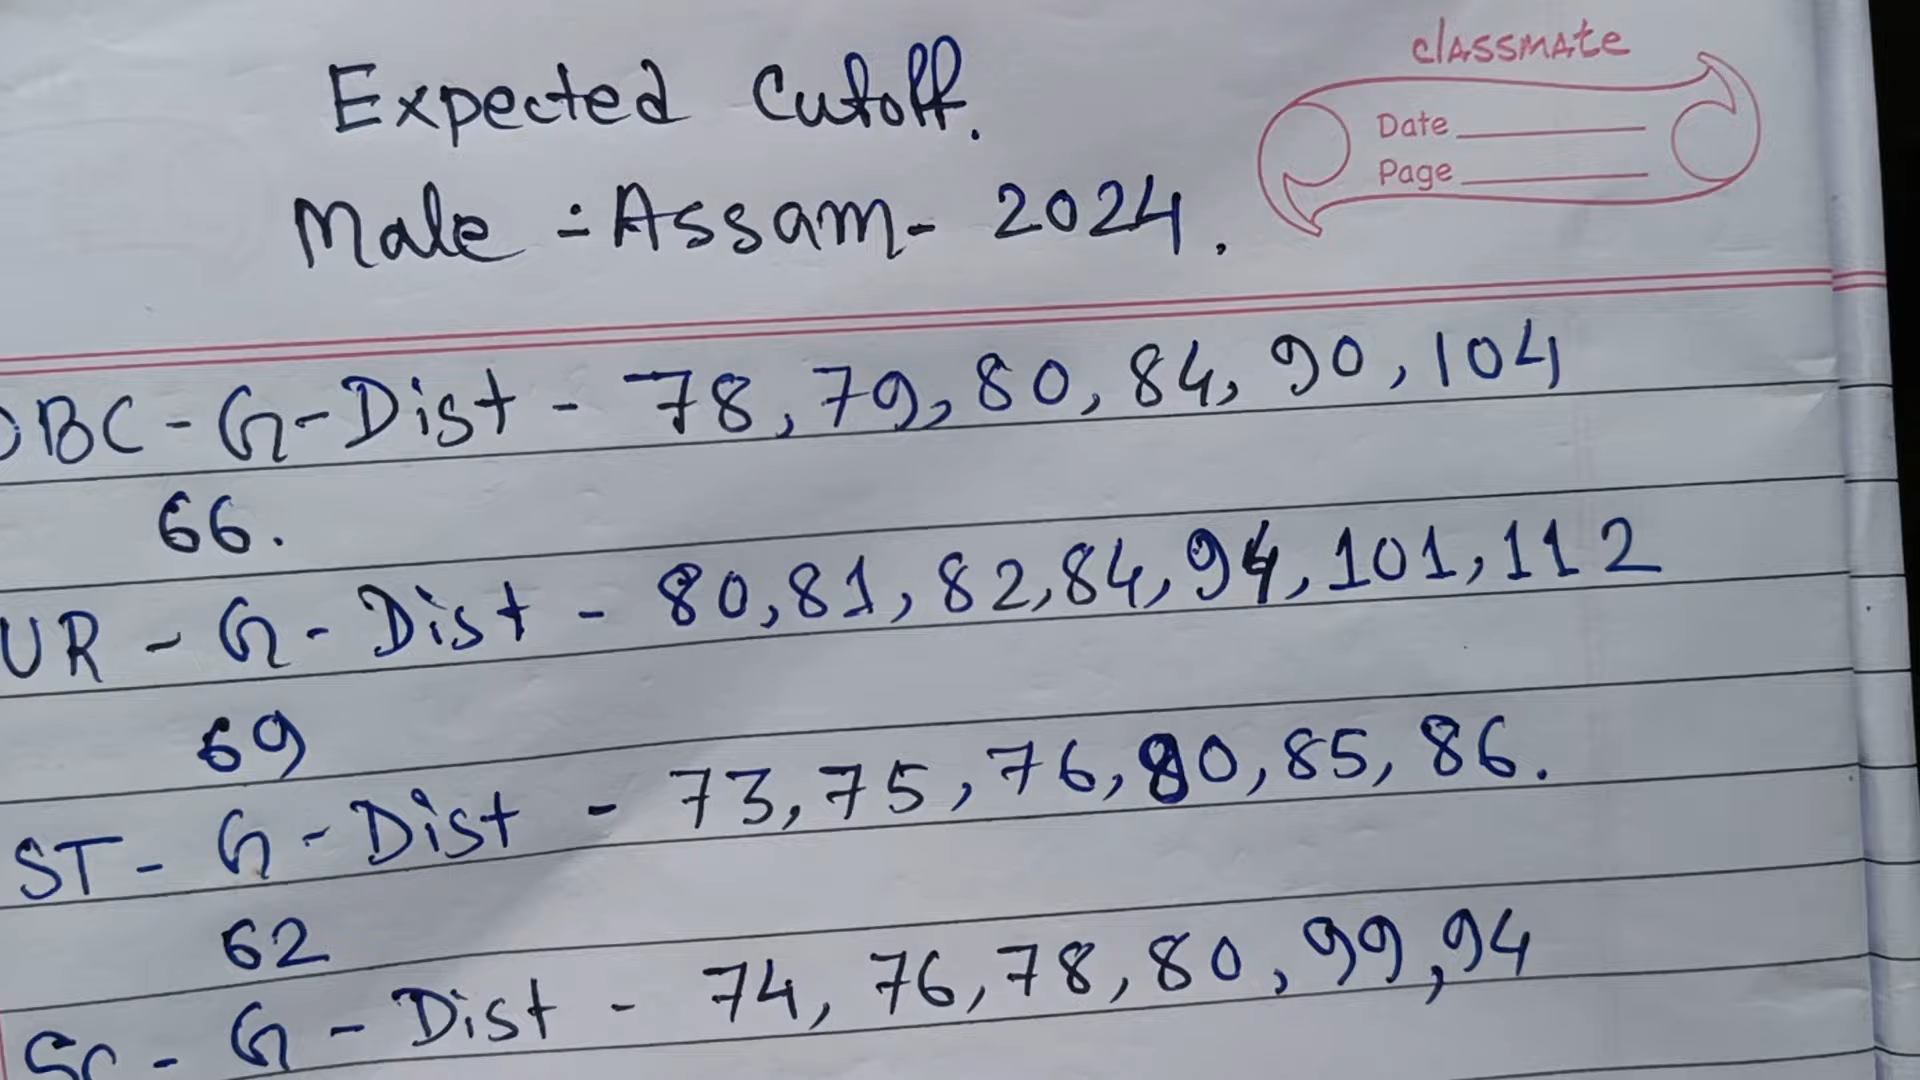 classmate
Date
Page
Expected Cutoff.
Male :- Assam - 2024.
OBC - G - Dist - 78, 79, 80, 84, 90, 104
66.
UR - G - Dist - 80, 81, 82, 84, 94, 101, 112
69
ST - G - Dist - 73, 75, 76, 80, 85, 86.
62
SC - G - Dist - 74, 76, 78, 80, 99, 94